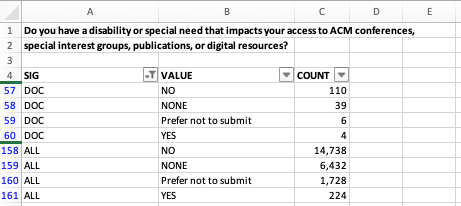 A B C D E
1 Do you have a disability or special need that impacts your access to ACM conferences,
2 special interest groups, publications, or digital resources?
3
4 SIG VALUE COUNT
57 DOC NO 110
58 DOC NONE 39
59 DOC Prefer not to submit 6
60 DOC YES 4
158 ALL NO 14,738
159 ALL NONE 6,432
160 ALL Prefer not to submit 1,728
161 ALL YES 224